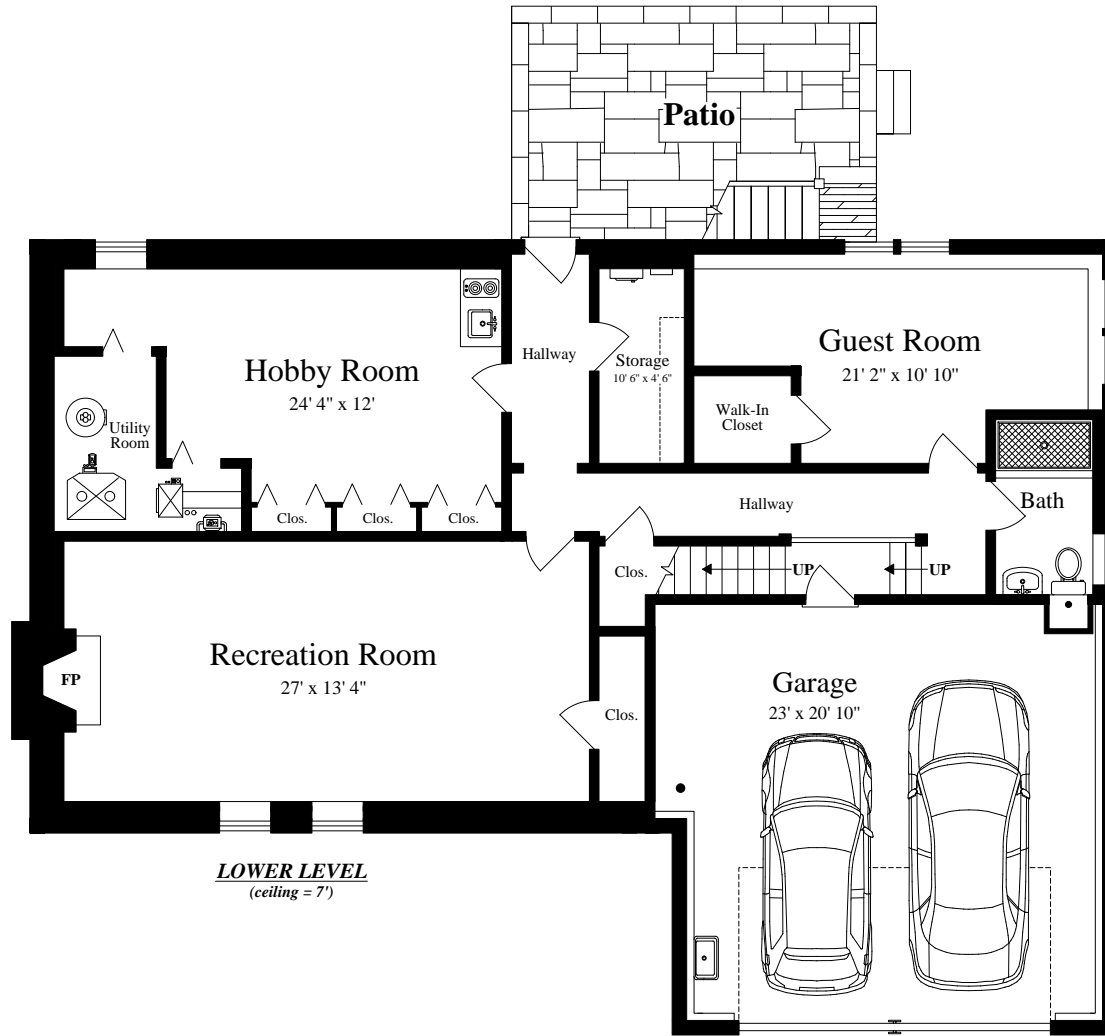 Patio
Hallway
Storage
10' 6" x 4' 6"
Guest Room
21' 2" x 10' 10"
Hobby Room
24' 4" x 12'
Walk-In
Closet
Utility
Room
Clos.
Clos.
Clos.
Hallway
Bath
Clos.
UP
UP
Recreation Room
27' x 13' 4"
FP
Clos.
Garage
23' x 20' 10"
LOWER LEVEL
(ceiling = 7')